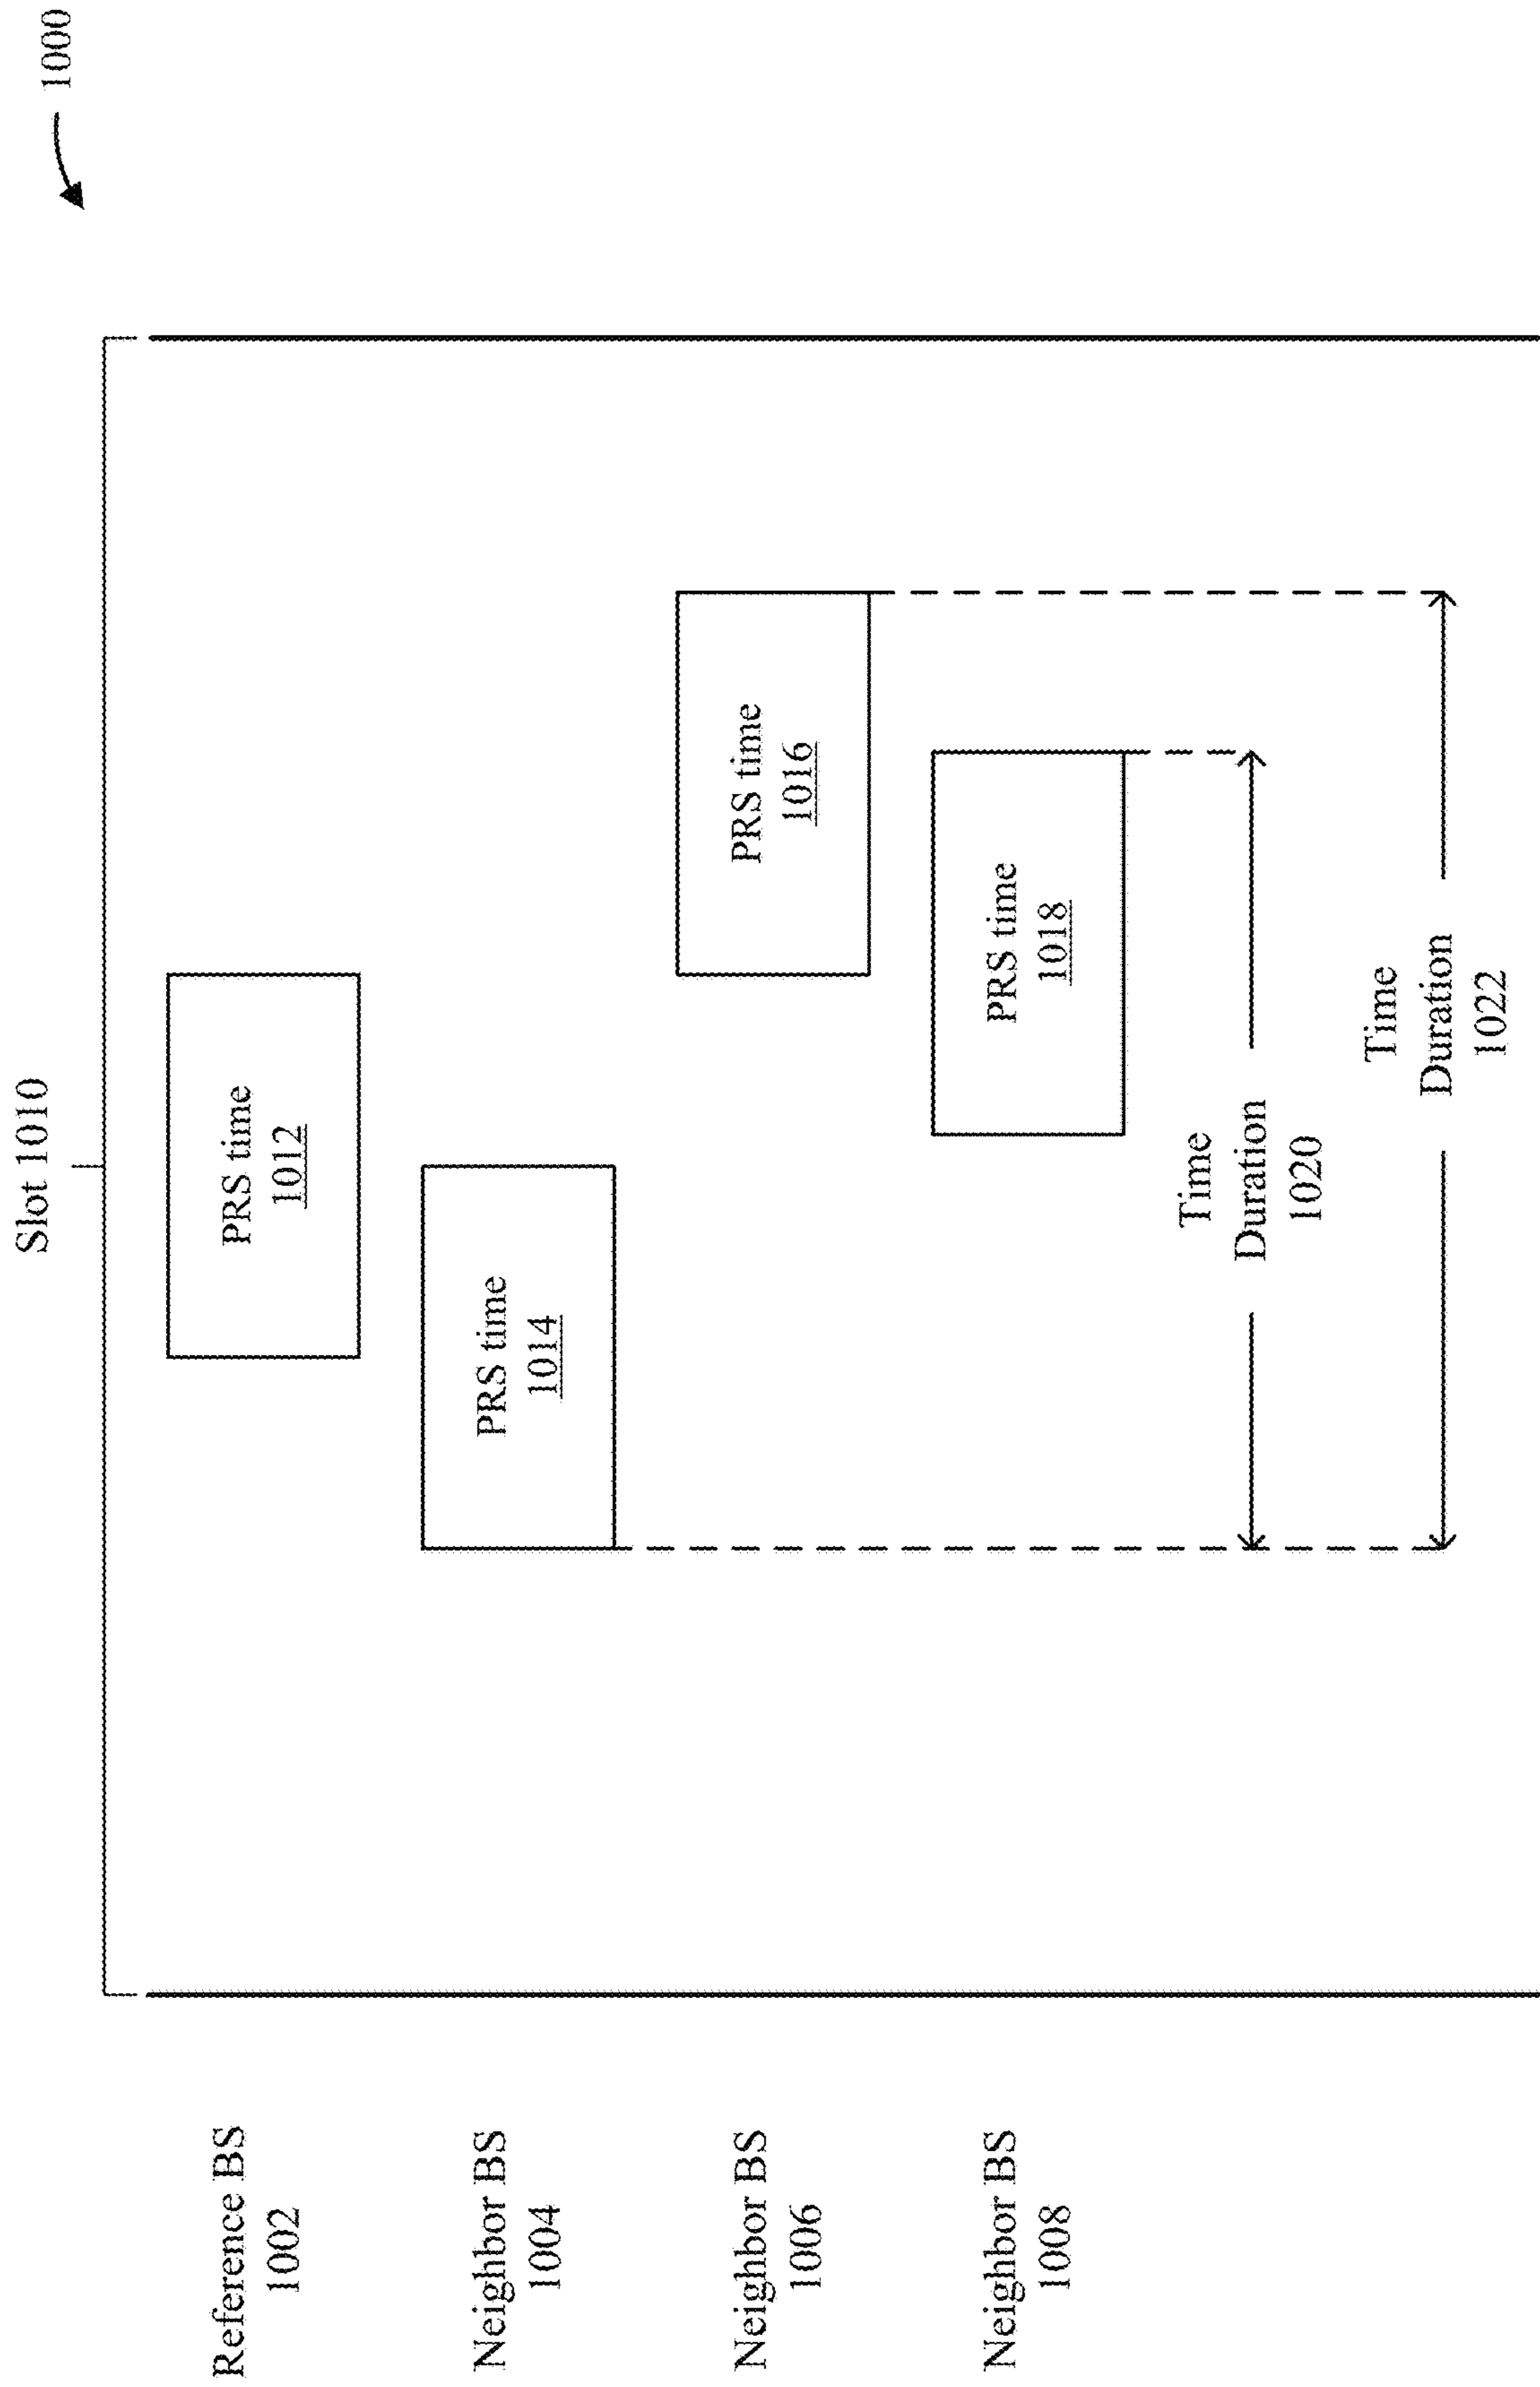 1000
Slot 1010
Reference BS
1002
PRS time
1012
Neighbor BS
1004
PRS time
1014
Neighbor BS
1006
PRS time
1016
Neighbor BS
1008
PRS time
1018
Time
Duration
1020
Time
Duration
1022